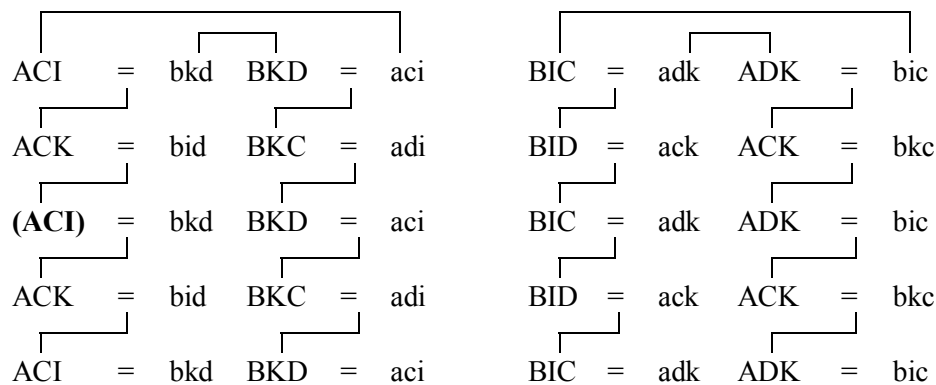 ACI = bkd BKD = aci BIC = adk ADK = bic
ACK = bid BKC = adi BID = ack ACK = bkc
(ACI) = bkd BKD = aci BIC = adk ADK = bic
ACK = bid BKC = adi BID = ack ACK = bkc
ACI = bkd BKD = aci BIC = adk ADK = bic